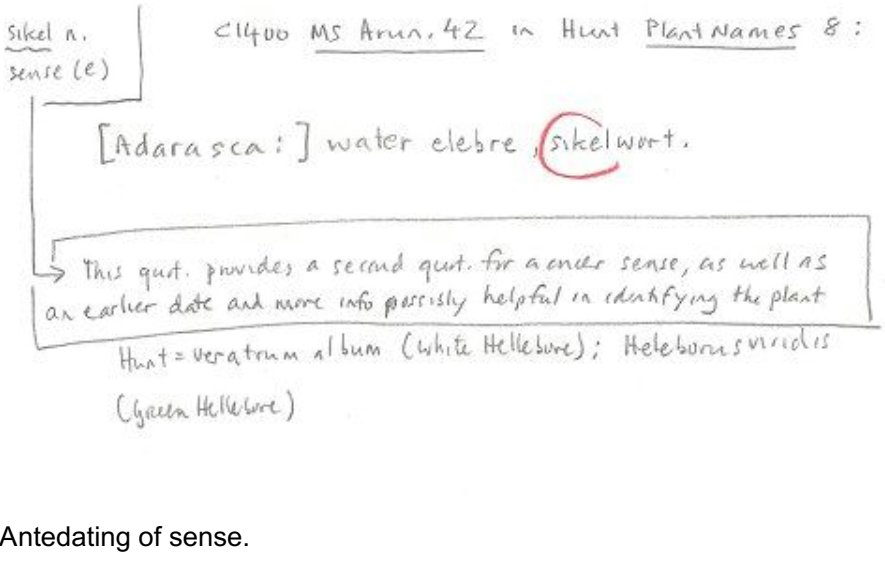 sikel n.
sense (e)
C1400 MS Arun. 42 in Hunt Plant Names 8:
[Adarasca:] water elebre, sikelwort.
This quot. provides a second quot. for a oncer sense, as well as
an earlier date and more info possibly helpful in identifying the plant
Hunt = Veratrum album (White Hellebore); Heleborus viridis
(Green Hellebore)
Antedating of sense.